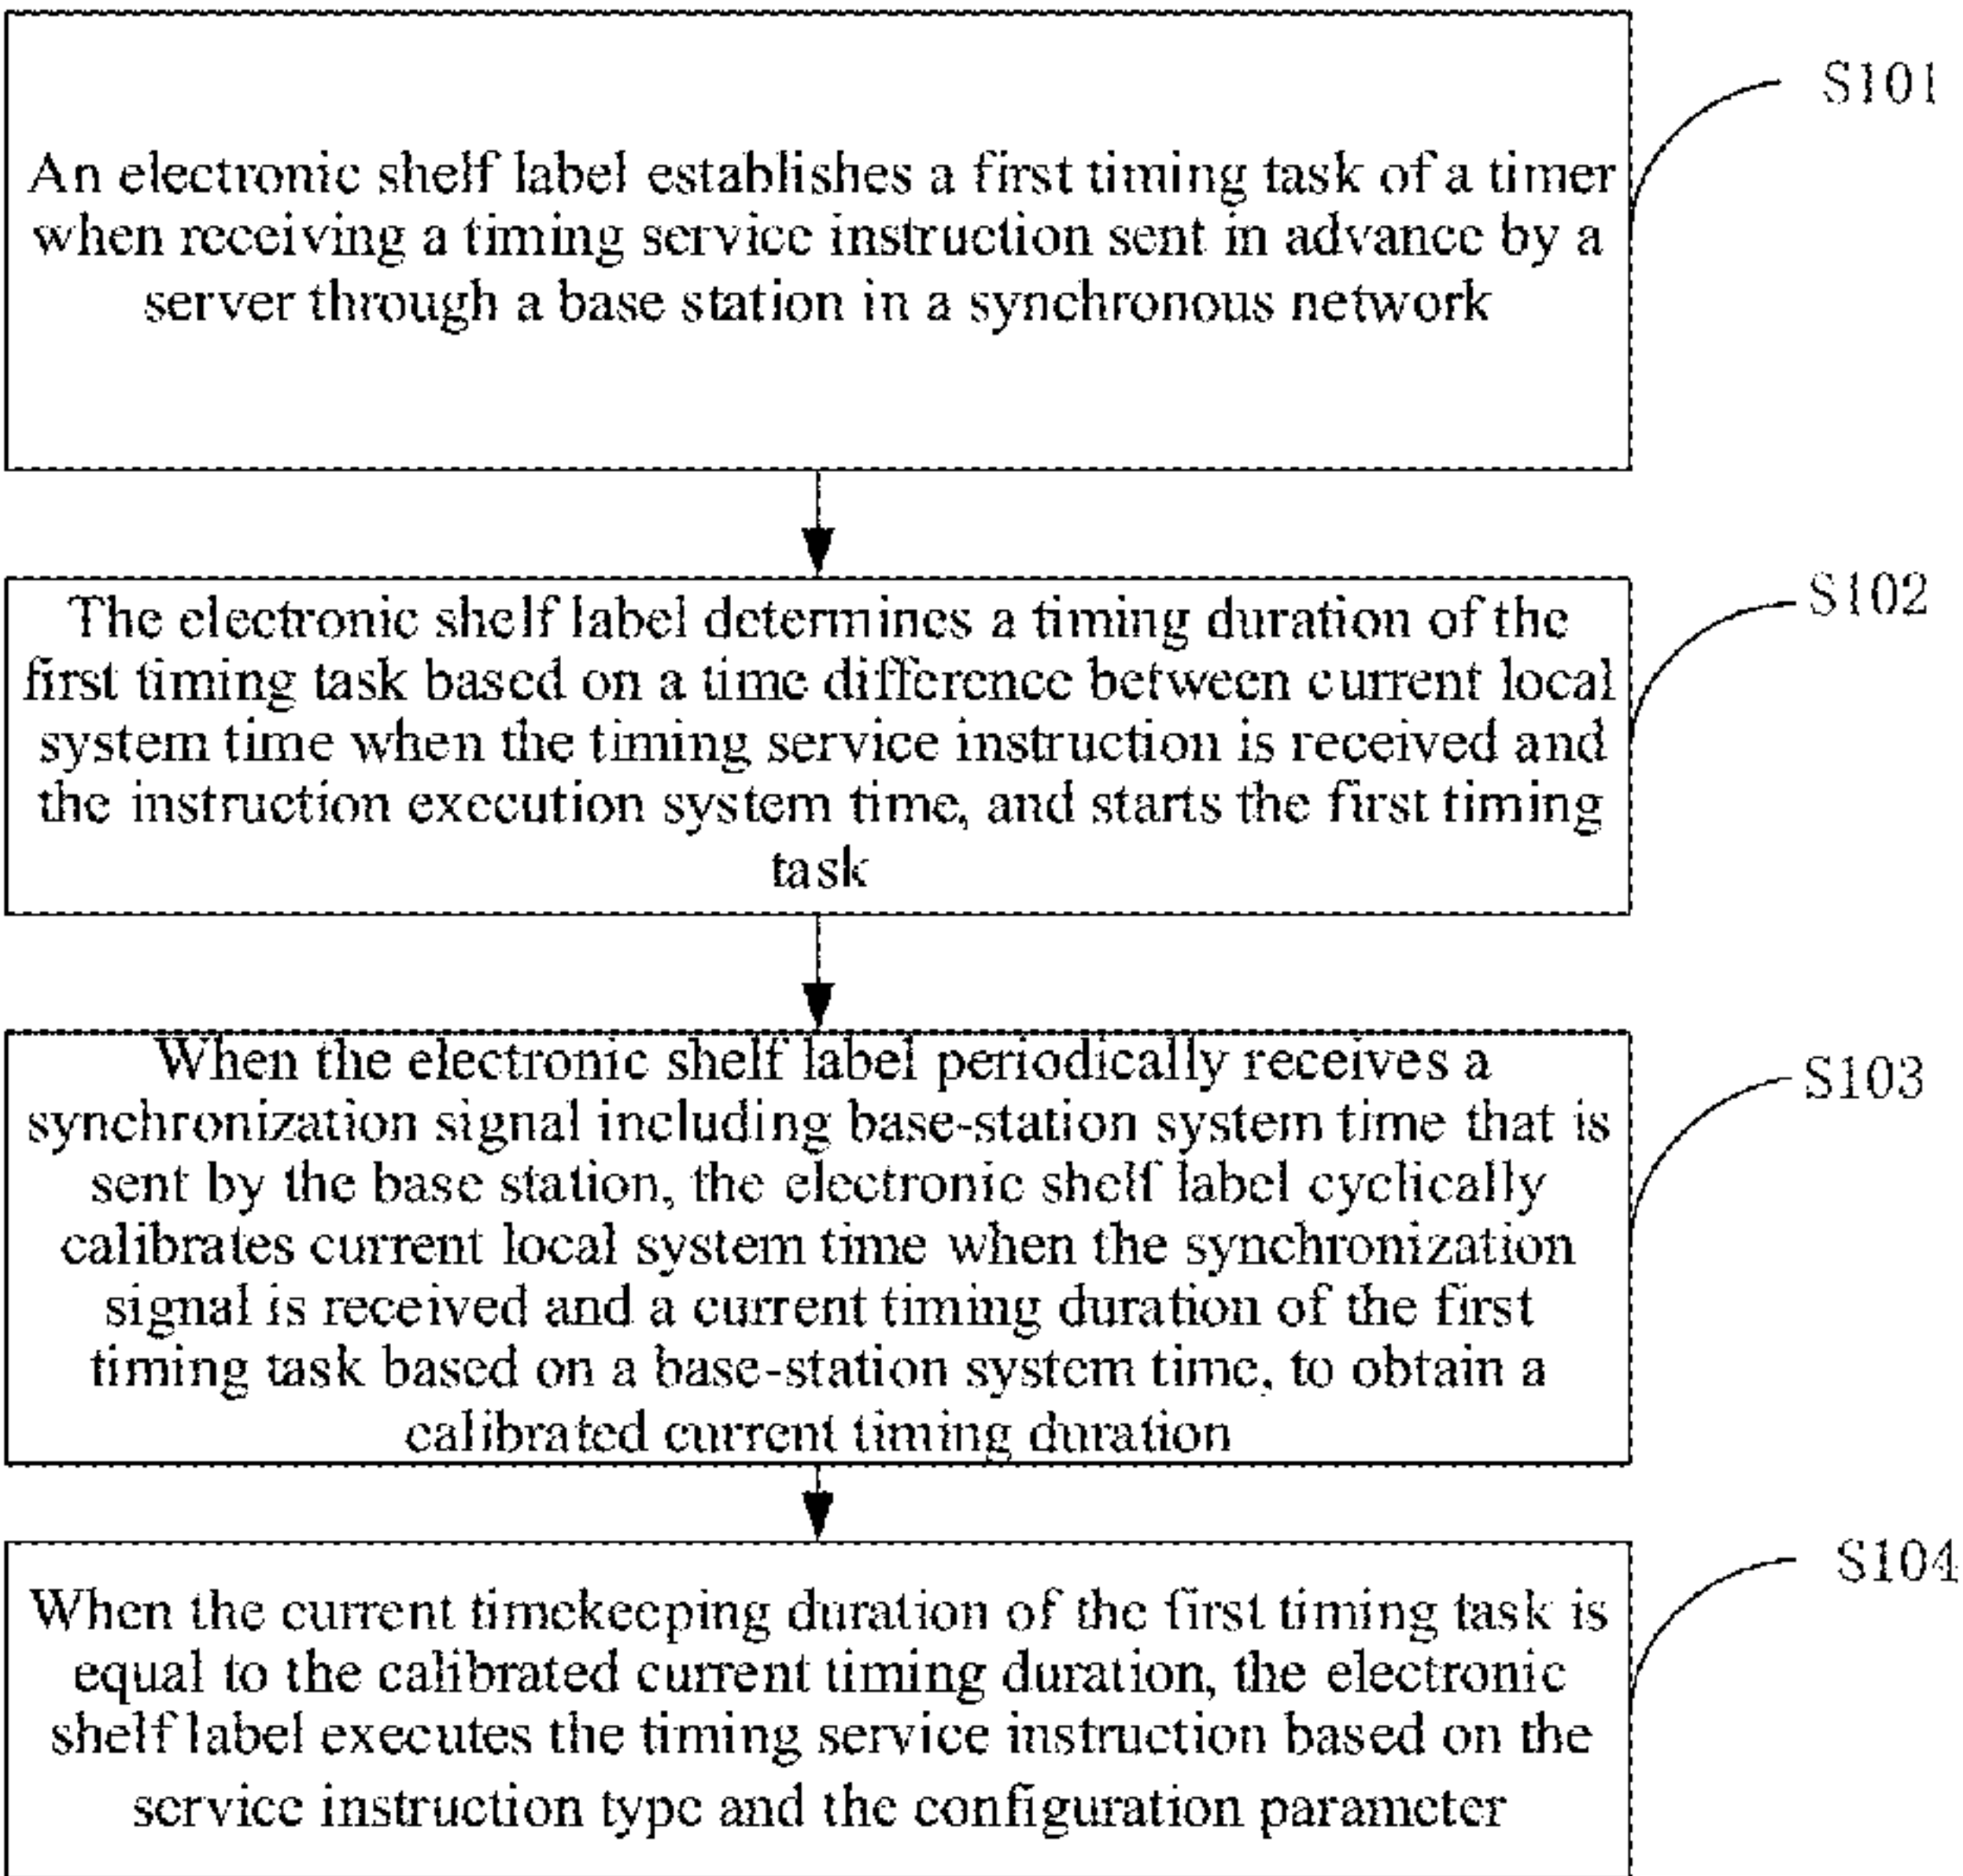 S101
An electronic shelf label establishes a first timing task of a timer
when receiving a timing service instruction sent in advance by a
server through a base station in a synchronous network
S102
The electronic shelf label determines a timing duration of the
first timing task based on a time difference between current local
system time when the timing service instruction is received and
the instruction execution system time, and starts the first timing
task
When the electronic shelf label periodically receives a
S103
synchronization signal including base-station system time that is
sent by the base station, the electronic shelf label cyclically
calibrates current local system time when the synchronization
signal is received and a current timing duration of the first
timing task based on a base-station system time, to obtain a
calibrated current timing duration
S104
When the current timekeeping duration of the first timing task is
equal to the calibrated current timing duration, the electronic
shelf label executes the timing service instruction based on the
service instruction type and the configuration parameter